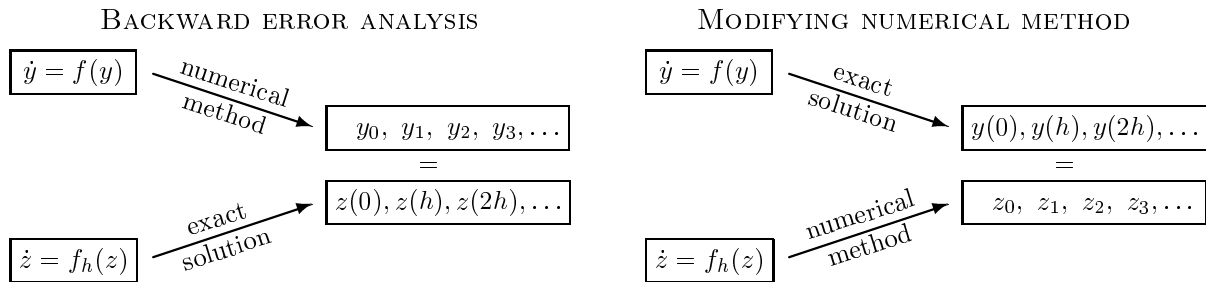 BACKWARD ERROR ANALYSIS
ẏ = f(y)
numerical
method
y₀, y₁, y₂, y₃, …
=
z(0), z(h), z(2h), …
exact
solution
ż = f_h(z)
MODIFYING NUMERICAL METHOD
ẏ = f(y)
exact
solution
y(0), y(h), y(2h), …
=
z₀, z₁, z₂, z₃, …
numerical
method
ż = f_h(z)